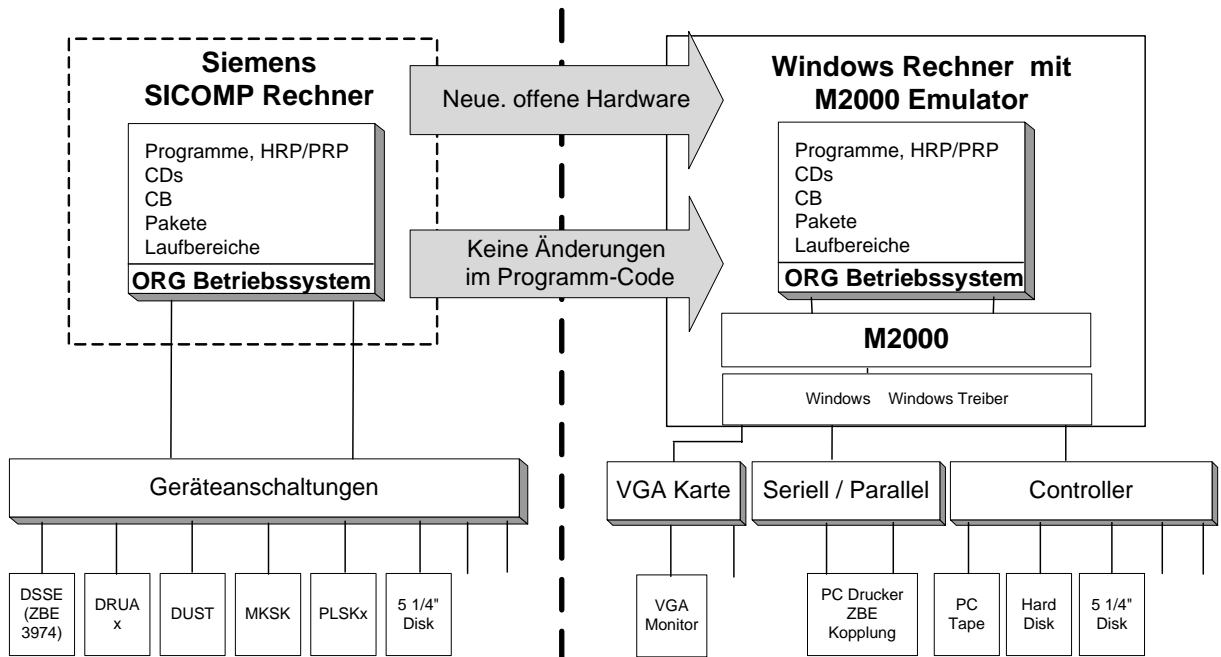 Siemens
SICOMP Rechner
Programme, HRP/PRP
CDs
CB
Pakete
Laufbereiche
ORG Betriebssystem
Neue. offene Hardware
Keine Änderungen
im Programm-Code
Windows Rechner mit
M2000 Emulator
Programme, HRP/PRP
CDs
CB
Pakete
Laufbereiche
ORG Betriebssystem
M2000
Windows Windows Treiber
Geräteanschaltungen
DSSE
(ZBE
3974)
DRUA
x
DUST
MKSK
PLSKx
5 1/4"
Disk
VGA Karte
Seriell / Parallel
Controller
VGA
Monitor
PC Drucker
ZBE
Kopplung
PC
Tape
Hard
Disk
5 1/4"
Disk